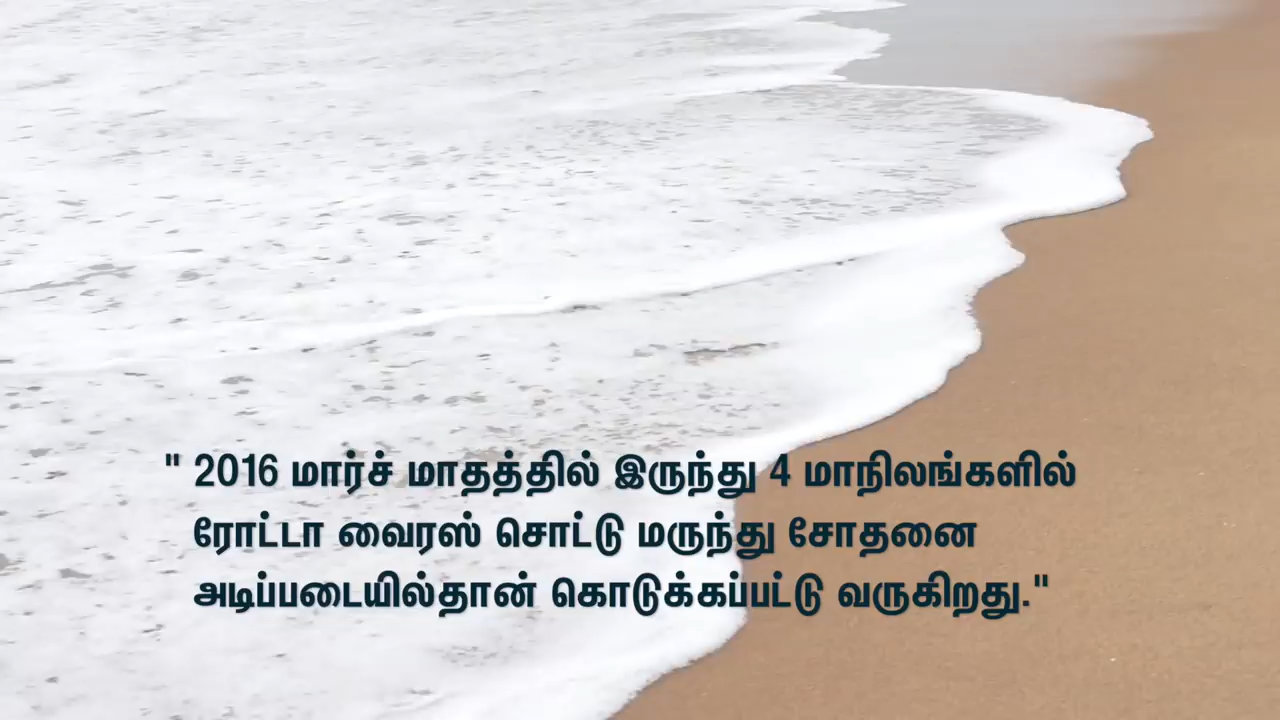 " 2016 மார்ச் மாதத்தில் இருந்து 4 மாநிலங்களில்
ரோட்டா வைரஸ் சொட்டு மருந்து சோதனை
அடிப்படையில்தான் கொடுக்கப்பட்டு வருகிறது."